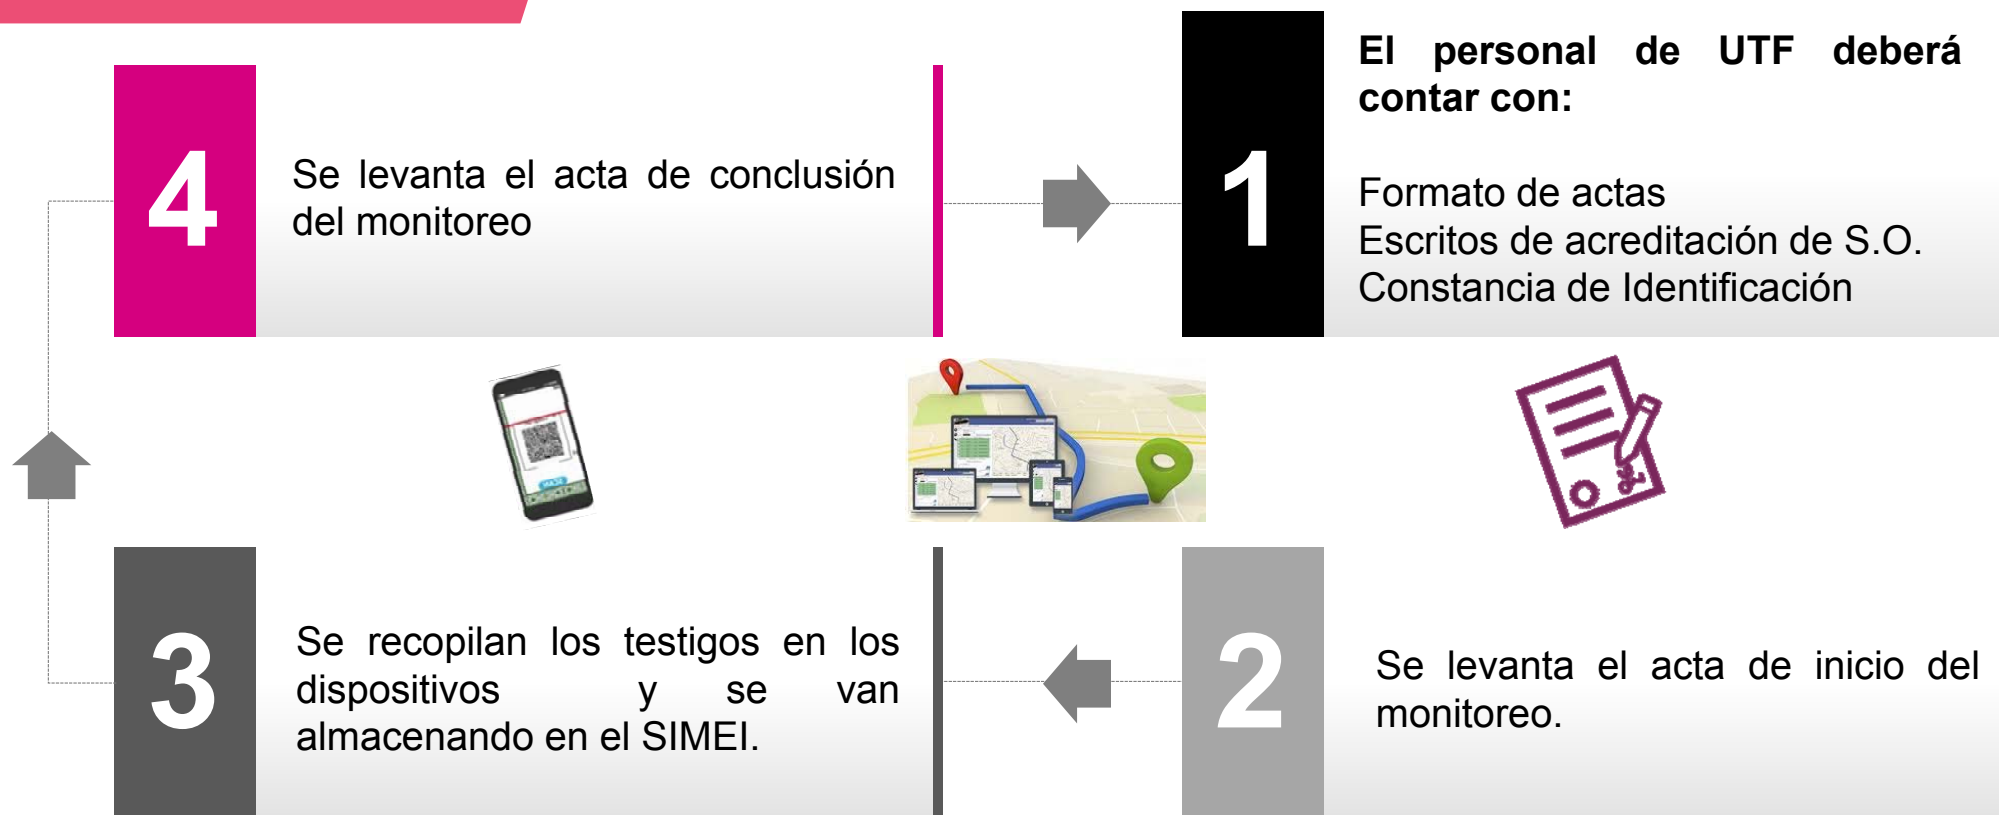 4
Se levanta el acta de conclusión
del monitoreo
1
El personal de UTF deberá
contar con:
Formato de actas
Escritos de acreditación de S.O.
Constancia de Identificación
3
Se recopilan los testigos en los
dispositivos y se van
almacenando en el SIMEI.
2
Se levanta el acta de inicio del
monitoreo.